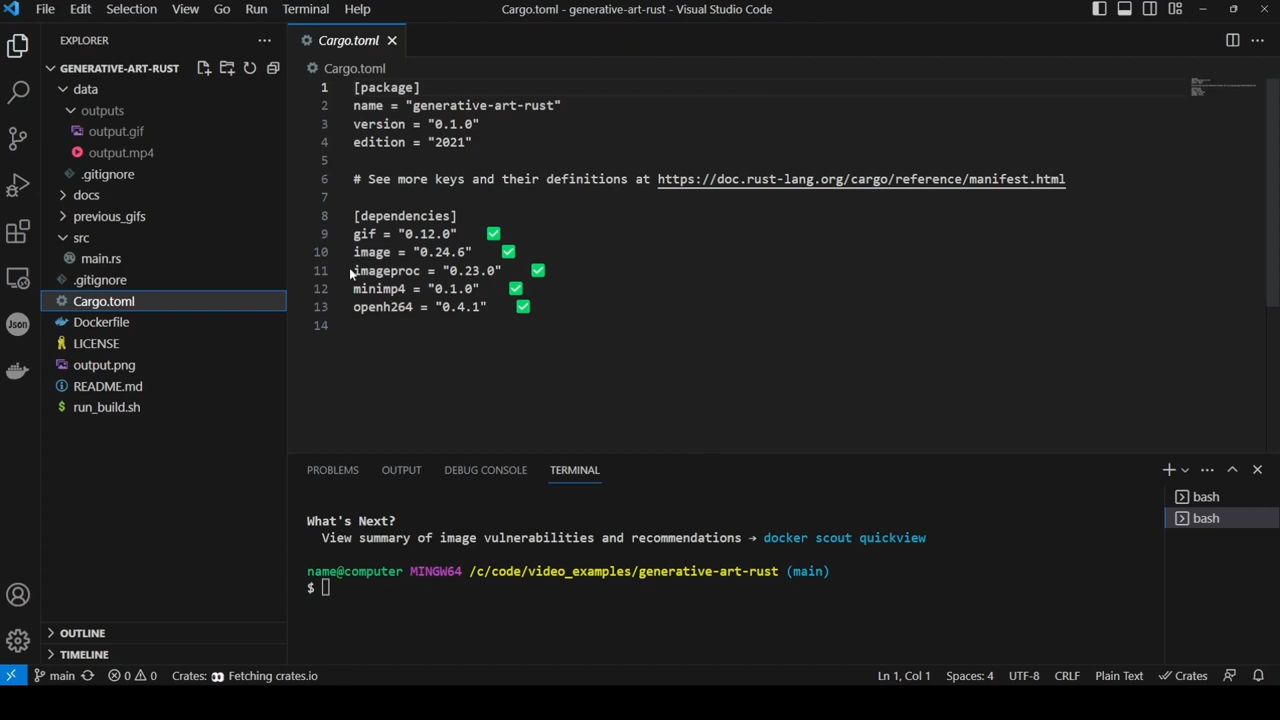 File Edit Selection View Go Run Terminal Help
Cargo.toml - generative-art-rust - Visual Studio Code
EXPLORER
GENERATIVE-ART-RUST
data
outputs
output.gif
output.mp4
.gitignore
docs
previous_gifs
src
main.rs
.gitignore
Cargo.toml
Dockerfile
LICENSE
output.png
README.md
run_build.sh
OUTLINE
TIMELINE
Json
Cargo.toml
Cargo.toml
1 [package]
2 name = "generative-art-rust"
3 version = "0.1.0"
4 edition = "2021"
5
6 # See more keys and their definitions at https://doc.rust-lang.org/cargo/reference/manifest.html
7
8 [dependencies]
9 gif = "0.12.0" ✅
10 image = "0.24.6" ✅
11 imageproc = "0.23.0" ✅
12 minimp4 = "0.1.0" ✅
13 openh264 = "0.4.1" ✅
14
PROBLEMS OUTPUT DEBUG CONSOLE TERMINAL
What's Next?
View summary of image vulnerabilities and recommendations → docker scout quickview
name@computer MINGW64 /c/code/video_examples/generative-art-rust (main)
$
bash
bash
main 0 0 Crates: 👀 Fetching crates.io
Ln 1, Col 1 Spaces: 4 UTF-8 CRLF Plain Text Crates